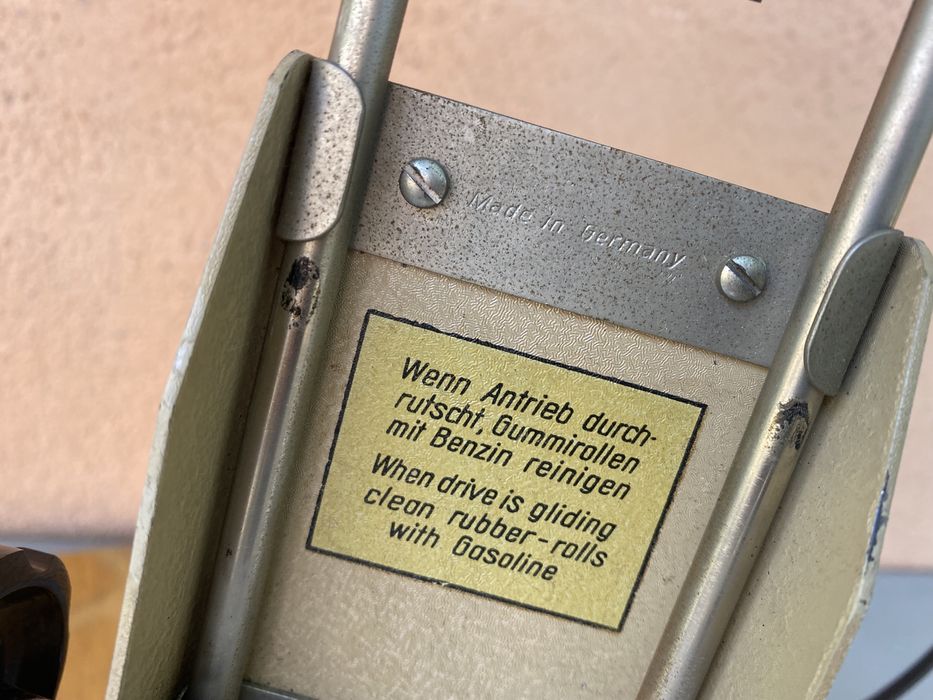 Made in Germany
Wenn Antrieb durch-
rutscht, Gummirollen
mit Benzin reinigen
When drive is gliding
clean rubber-rolls
with Gasoline